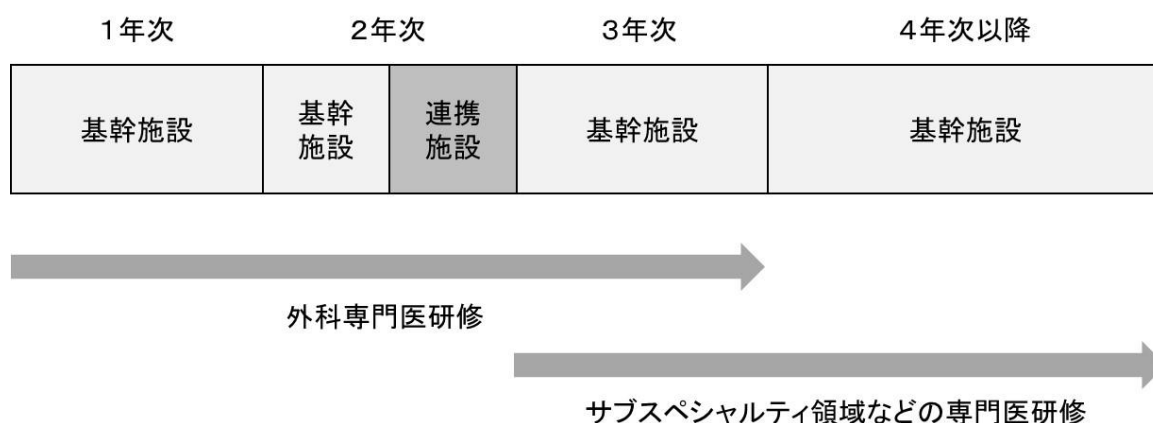 1年次 2年次 3年次 4年次以降
基幹施設 基幹施設 連携施設 基幹施設 基幹施設
外科専門医研修
サブスペシャルティ領域などの専門医研修